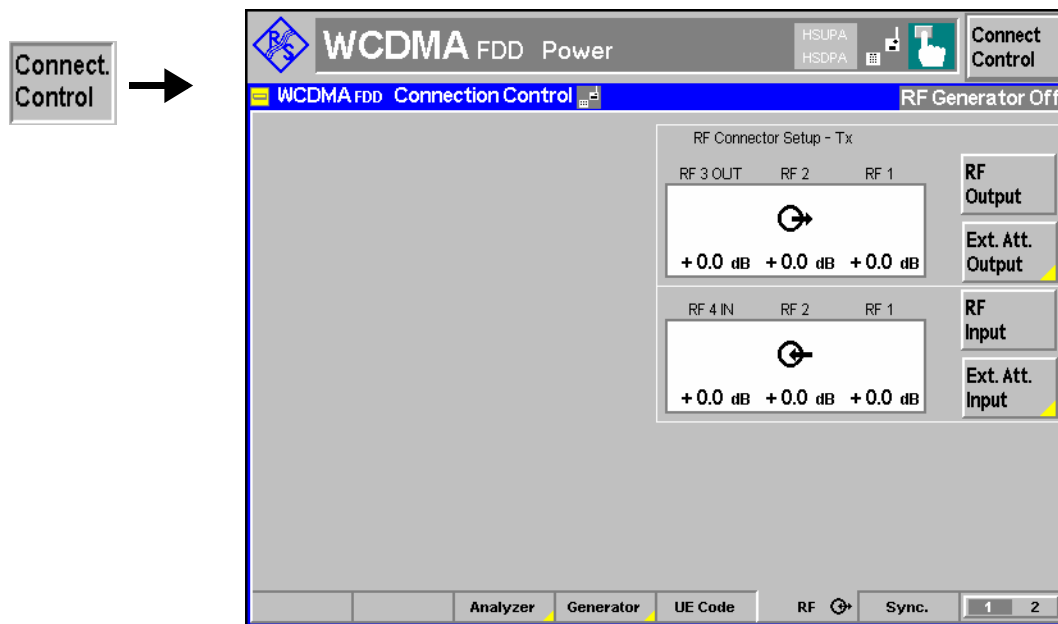 Connect.
Control
R&S
WCDMA FDD Power
HSUPA
HSDPA
Connect
Control
WCDMA FDD Connection Control
RF Generator Off
RF Connector Setup - Tx
RF 3 OUT RF 2 RF 1
+ 0.0 dB + 0.0 dB + 0.0 dB
RF
Output
Ext. Att.
Output
RF 4 IN RF 2 RF 1
+ 0.0 dB + 0.0 dB + 0.0 dB
RF
Input
Ext. Att.
Input
Analyzer Generator UE Code RF Sync. 1 2